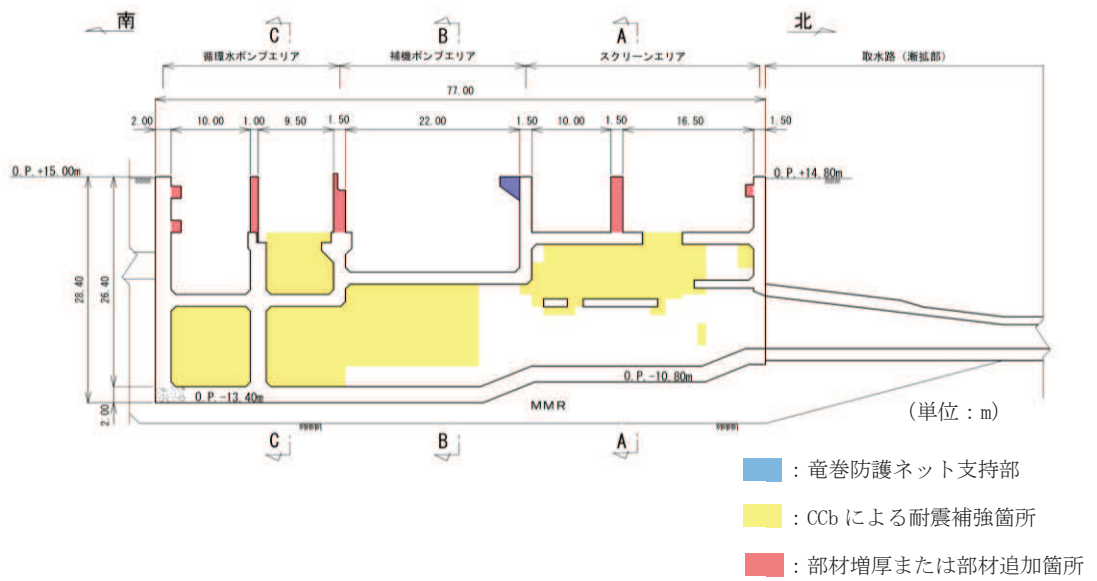 南 C B A 北
循環水ポンプエリア 補機ポンプエリア スクリーンエリア 取水路（漸拡部）
77.00
2.00 10.00 1.00 9.50 1.50 22.00 1.50 10.00 1.50 16.50 1.50
O.P.+15.00m O.P.+14.80m
28.40 26.40
O.P.-10.80m
O.P.-13.40m
2.00
MMR
（単位：m）
C B A
：竜巻防護ネット支持部
：CCb による耐震補強箇所
：部材増厚または部材追加箇所